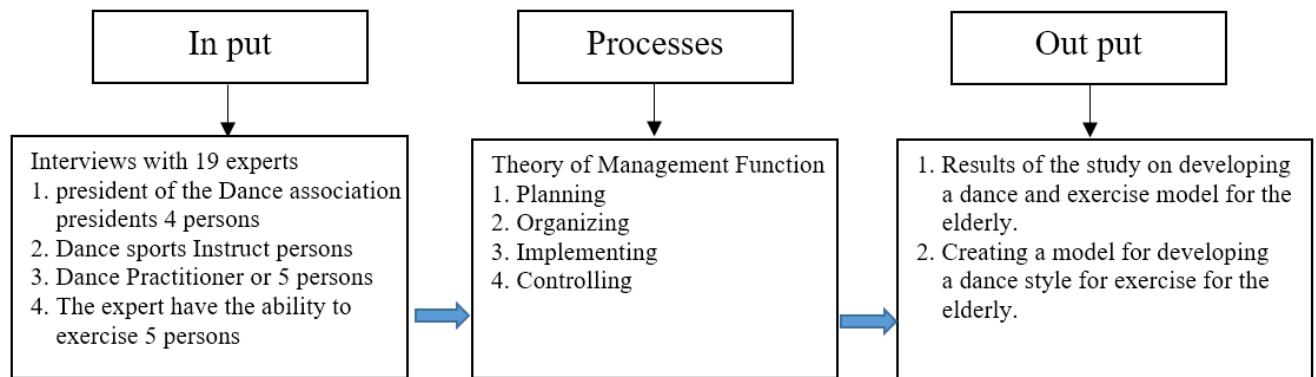 In put
Processes
Out put
Interviews with 19 experts
1. president of the Dance association
presidents 4 persons
2. Dance sports Instruct persons
3. Dance Practitioner or 5 persons
4. The expert have the ability to
exercise 5 persons
Theory of Management Function
1. Planning
2. Organizing
3. Implementing
4. Controlling
1. Results of the study on developing
a dance and exercise model for the
elderly.
2. Creating a model for developing
a dance style for exercise for the
elderly.